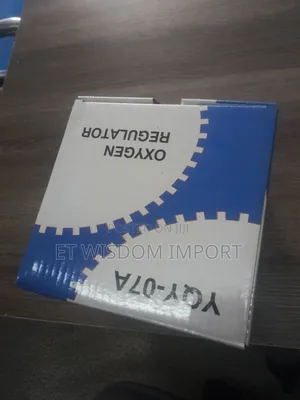 OXYGEN
REGULATOR
ET WISDOM IMPORT
YQY-07A